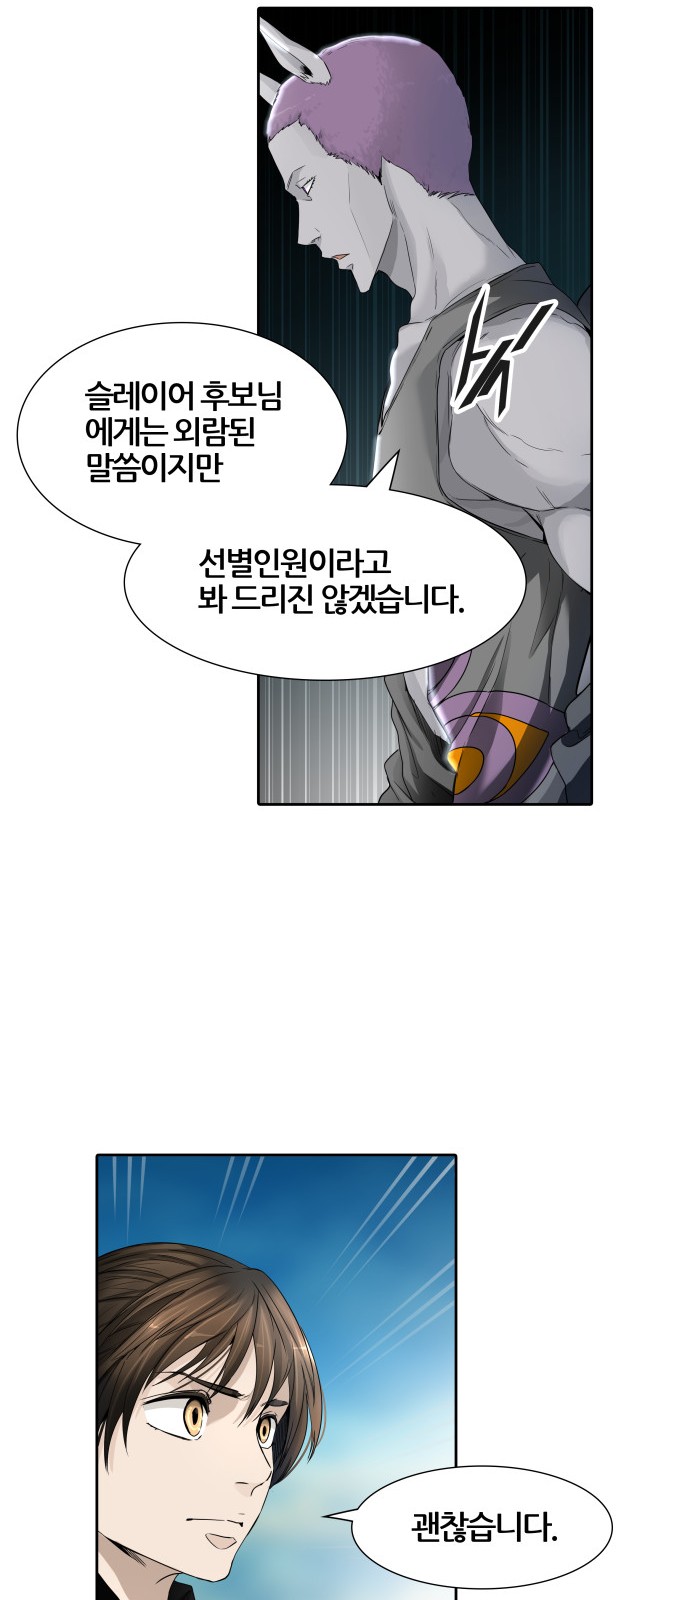 슬레이어 후보님
에게는 외람된
말씀이지만
선별인원이라고
봐 드리진 않겠습니다.
괜찮습니다.